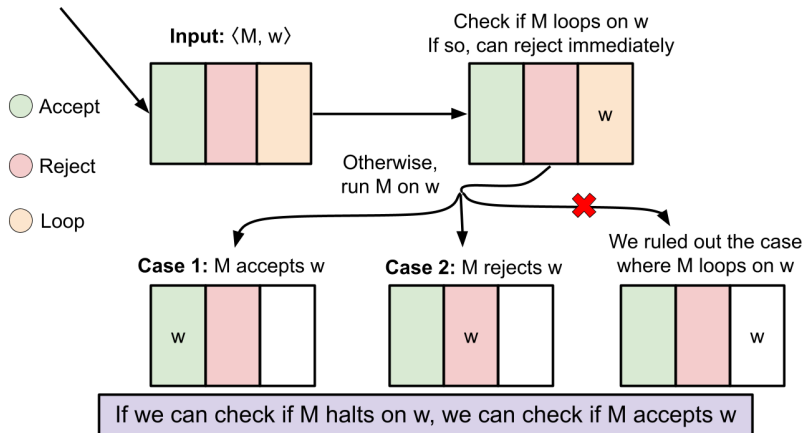 Input: ⟨M, w⟩
Check if M loops on w
If so, can reject immediately
Accept
Reject
Loop
w
Otherwise,
run M on w
Case 1: M accepts w
Case 2: M rejects w
We ruled out the case
where M loops on w
w
w
w
If we can check if M halts on w, we can check if M accepts w